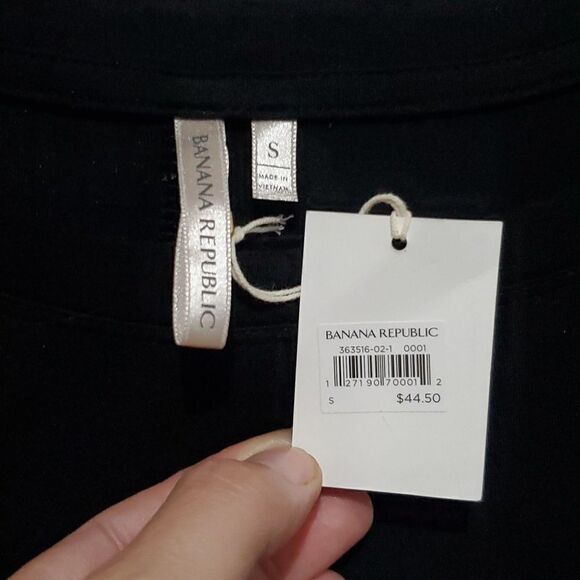 BANANA REPUBLIC
S
MADE IN
VIETNAM
BANANA REPUBLIC
363516-02-1 0001
1 27190 70001 2
S $44.50